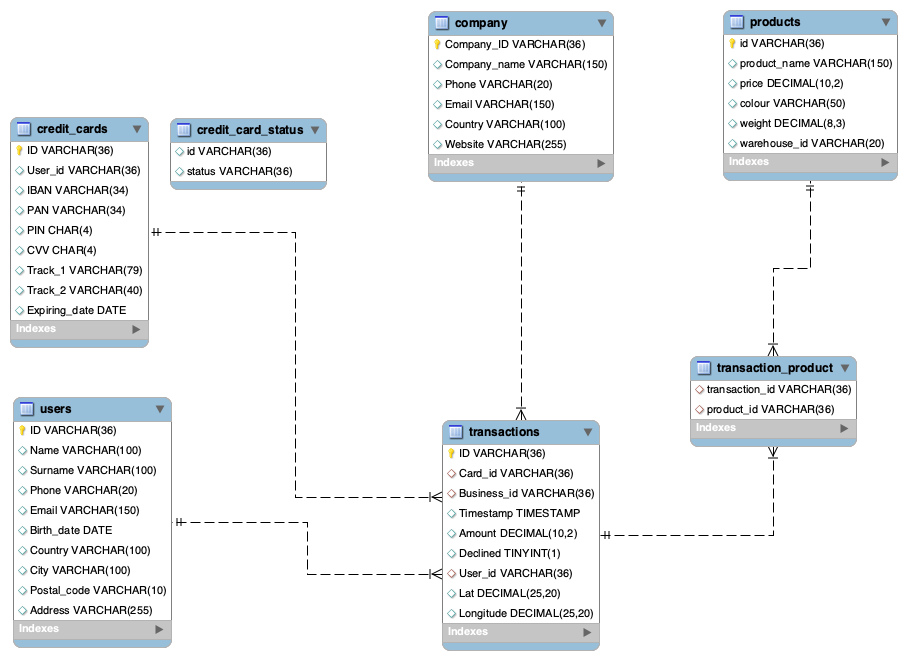 company
Company_ID VARCHAR(36)
Company_name VARCHAR(150)
Phone VARCHAR(20)
Email VARCHAR(150)
Country VARCHAR(100)
Website VARCHAR(255)
Indexes
products
id VARCHAR(36)
product_name VARCHAR(150)
price DECIMAL(10,2)
colour VARCHAR(50)
weight DECIMAL(8,3)
warehouse_id VARCHAR(20)
Indexes
credit_cards
ID VARCHAR(36)
User_id VARCHAR(36)
IBAN VARCHAR(34)
PAN VARCHAR(34)
PIN CHAR(4)
CVV CHAR(4)
Track_1 VARCHAR(79)
Track_2 VARCHAR(40)
Expiring_date DATE
Indexes
credit_card_status
id VARCHAR(36)
status VARCHAR(36)
transaction_product
transaction_id VARCHAR(36)
product_id VARCHAR(36)
Indexes
users
ID VARCHAR(36)
Name VARCHAR(100)
Surname VARCHAR(100)
Phone VARCHAR(20)
Email VARCHAR(150)
Birth_date DATE
Country VARCHAR(100)
City VARCHAR(100)
Postal_code VARCHAR(10)
Address VARCHAR(255)
Indexes
transactions
ID VARCHAR(36)
Card_id VARCHAR(36)
Business_id VARCHAR(36)
Timestamp TIMESTAMP
Amount DECIMAL(10,2)
Declined TINYINT(1)
User_id VARCHAR(36)
Lat DECIMAL(25,20)
Longitude DECIMAL(25,20)
Indexes